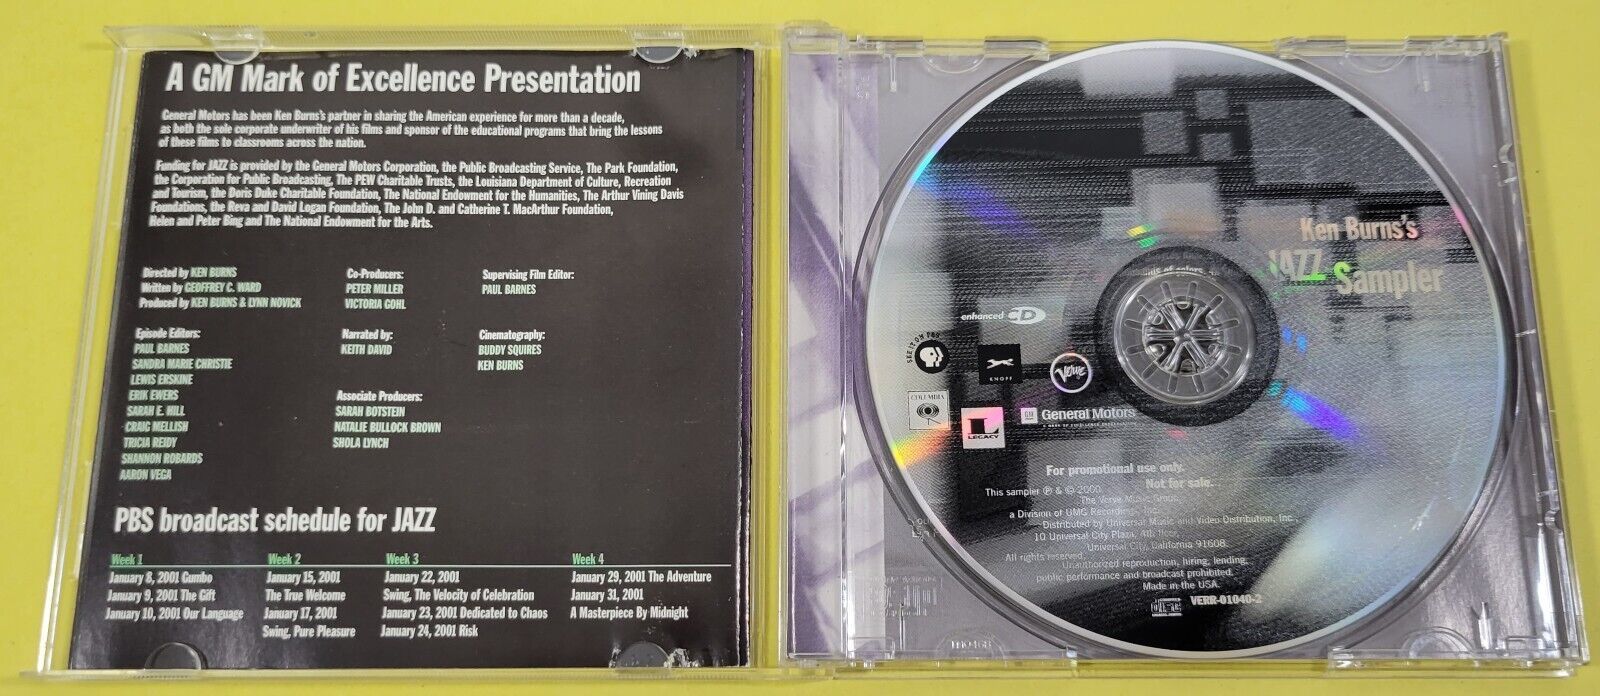 A GM Mark of Excellence Presentation
General Motors has been Ken Burns's partner in sharing the American experience for more than a decade,
as both the sole corporate underwriter of his films and sponsor of the educational programs that bring the lessons
of these films to classrooms across the nation.
Funding for JAZZ is provided by the General Motors Corporation, the Public Broadcasting Service, The Park Foundation,
the Corporation for Public Broadcasting, The PEW Charitable Trusts, the Louisiana Department of Culture, Recreation
and Tourism, the Doris Duke Charitable Foundation, The National Endowment for the Humanities, The Arthur Vining Davis
Foundations, the Reva and David Logan Foundation, The John D. and Catherine T. MacArthur Foundation,
Helen and Peter Bing and The National Endowment for the Arts.
Directed by KEN BURNS
Written by GEOFFREY C. WARD
Produced by KEN BURNS & LYNN NOVICK
Co-Producers:
PETER MILLER
VICTORIA GOHL
Supervising Film Editor:
PAUL BARNES
Episode Editors:
PAUL BARNES
SANDRA MARIE CHRISTIE
LEWIS ERSKINE
ERIK EWERS
SARAH E. HILL
CRAIG MELLISH
TRICIA REIDY
SHANNON ROBARDS
AARON VEGA
Narrated by:
KEITH DAVID
Cinematography:
BUDDY SQUIRES
KEN BURNS
Associate Producers:
SARAH BOTSTEIN
NATALIE BULLOCK BROWN
SHOLA LYNCH
PBS broadcast schedule for JAZZ
Week 1
January 8, 2001 Gumbo
January 9, 2001 The Gift
January 10, 2001 Our Language
Week 2
January 15, 2001
The True Welcome
January 17, 2001
Swing, Pure Pleasure
Week 3
January 22, 2001
Swing, The Velocity of Celebration
January 23, 2001 Dedicated to Chaos
January 24, 2001 Risk
Week 4
January 29, 2001 The Adventure
January 31, 2001
A Masterpiece By Midnight
Ken Burns's
JAZZ Sampler
enhanced CD
SEE IT ON PBS
KNOPF
Verve
COLUMBIA
L
LEGACY
GM General Motors
For promotional use only.
Not for sale.
This sampler ℗ & © 2000
The Verve Music Group,
a Division of UMG Recordings, Inc.
Distributed by Universal Music and Video Distribution, Inc.
10 Universal City Plaza, 4th floor,
Universal City, California 91608.
All rights reserved.
Unauthorized reproduction, hiring, lending,
public performance and broadcast prohibited.
Made in the USA.
VERR-01040-2